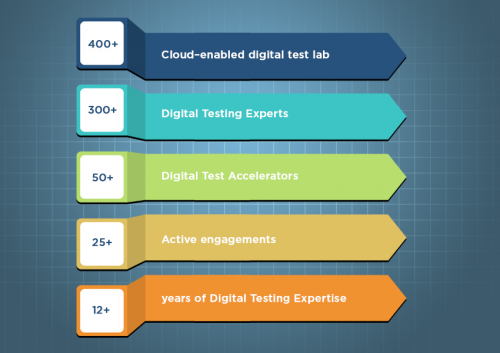 400+
Cloud-enabled digital test lab
300+
Digital Testing Experts
50+
Digital Test Accelerators
25+
Active engagements
12+
years of Digital Testing Expertise